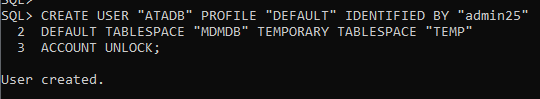 SQL>
SQL> CREATE USER "ATADB" PROFILE "DEFAULT" IDENTIFIED BY "admin25"
  2  DEFAULT TABLESPACE "MDMDB" TEMPORARY TABLESPACE "TEMP"
  3  ACCOUNT UNLOCK;
User created.